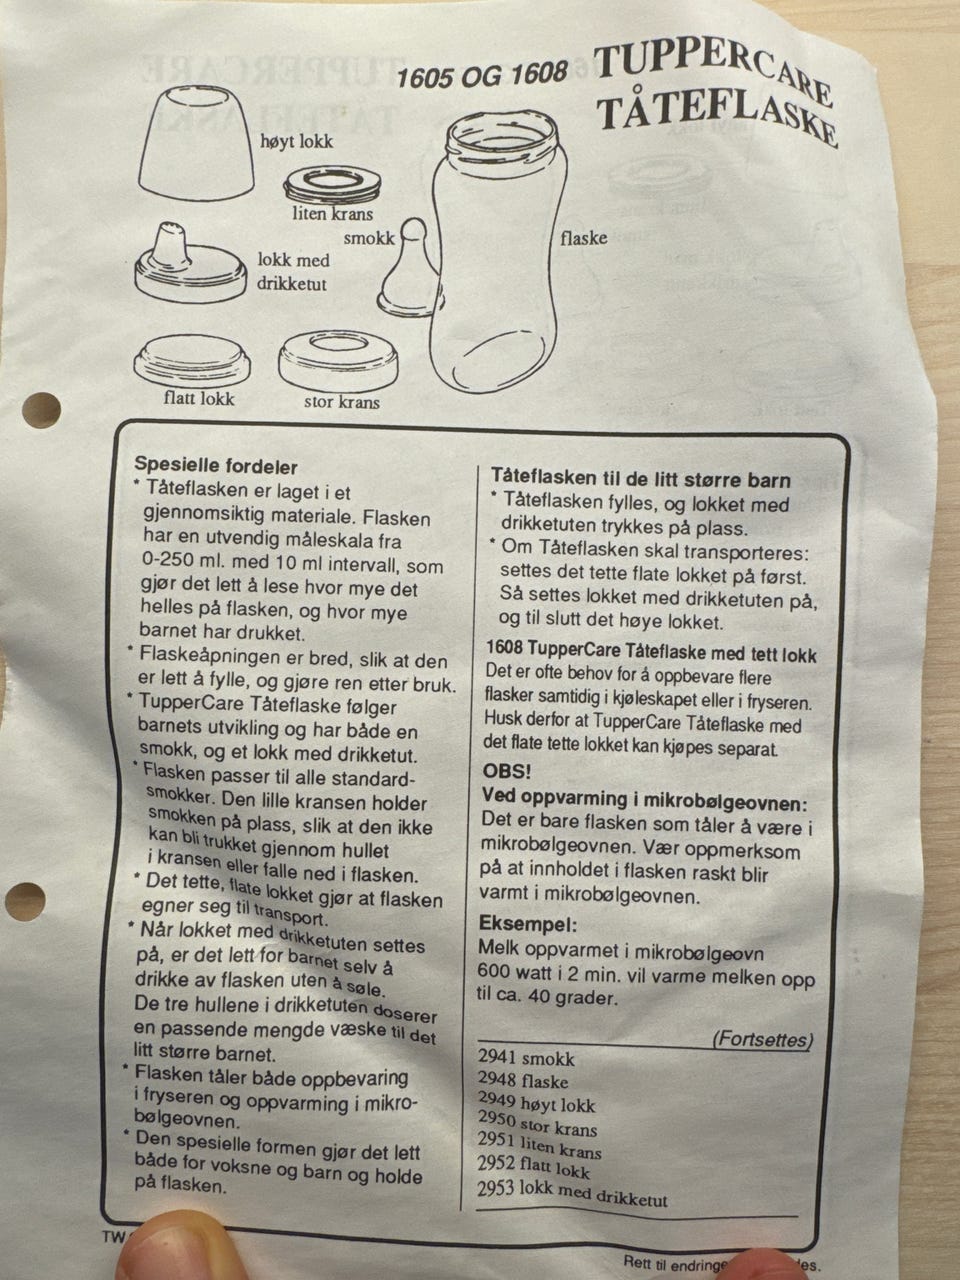 1605 OG 1608 TUPPERCARE
TÅTEFLASKE
høyt lokk
liten krans
smokk
flaske
lokk med
drikketut
flatt lokk
stor krans
Spesielle fordeler
* Tåteflasken er laget i et
gjennomsiktig materiale. Flasken
har en utvendig måleskala fra
0-250 ml. med 10 ml intervall, som
gjør det lett å lese hvor mye det
helles på flasken, og hvor mye
barnet har drukket.
* Flaskeåpningen er bred, slik at den
er lett å fylle, og gjøre ren etter bruk.
* TupperCare Tåteflaske følger
barnets utvikling og har både en
smokk, og et lokk med drikketut.
* Flasken passer til alle standard-
smokker. Den lille kransen holder
smokken på plass, slik at den ikke
kan bli trukket gjennom hullet
i kransen eller falle ned i flasken.
* Det tette, flate lokket gjør at flasken
egner seg til transport.
* Når lokket med drikketuten settes
på, er det lett for barnet selv å
drikke av flasken uten å søle.
De tre hullene i drikketuten doserer
en passende mengde væske til det
litt større barnet.
* Flasken tåler både oppbevaring
i fryseren og oppvarming i mikro-
bølgeovnen.
* Den spesielle formen gjør det lett
både for voksne og barn og holde
på flasken.
Tåteflasken til de litt større barn
* Tåteflasken fylles, og lokket med
drikketuten trykkes på plass.
* Om Tåteflasken skal transporteres:
settes det tette flate lokket på først.
Så settes lokket med drikketuten på,
og til slutt det høye lokket.
1608 TupperCare Tåteflaske med tett lokk
Det er ofte behov for å oppbevare flere
flasker samtidig i kjøleskapet eller i fryseren.
Husk derfor at TupperCare Tåteflaske med
det flate tette lokket kan kjøpes separat.
OBS!
Ved oppvarming i mikrobølgeovnen:
Det er bare flasken som tåler å være i
mikrobølgeovnen. Vær oppmerksom
på at innholdet i flasken raskt blir
varmt i mikrobølgeovnen.
Eksempel:
Melk oppvarmet i mikrobølgeovn
600 watt i 2 min. vil varme melken opp
til ca. 40 grader.
(Fortsettes)
2941 smokk
2948 flaske
2949 høyt lokk
2950 stor krans
2951 liten krans
2952 flatt lokk
2953 lokk med drikketut
TW
Rett til